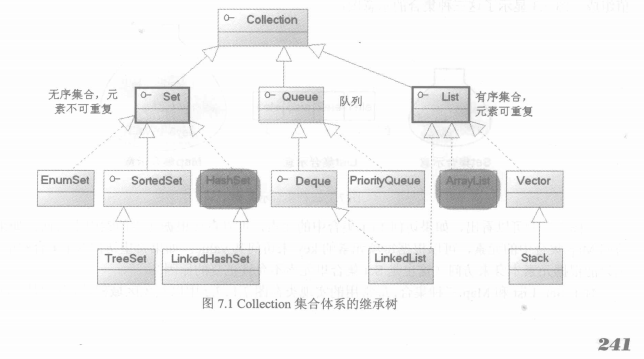 Collection
无序集合，元
素不可重复
Set
Queue
队列
List
有序集合，
元素可重复
EnumSet
SortedSet
HashSet
Deque
PriorityQueue
ArrayList
Vector
TreeSet
LinkedHashSet
LinkedList
Stack
图 7.1 Collection 集合体系的继承树
241